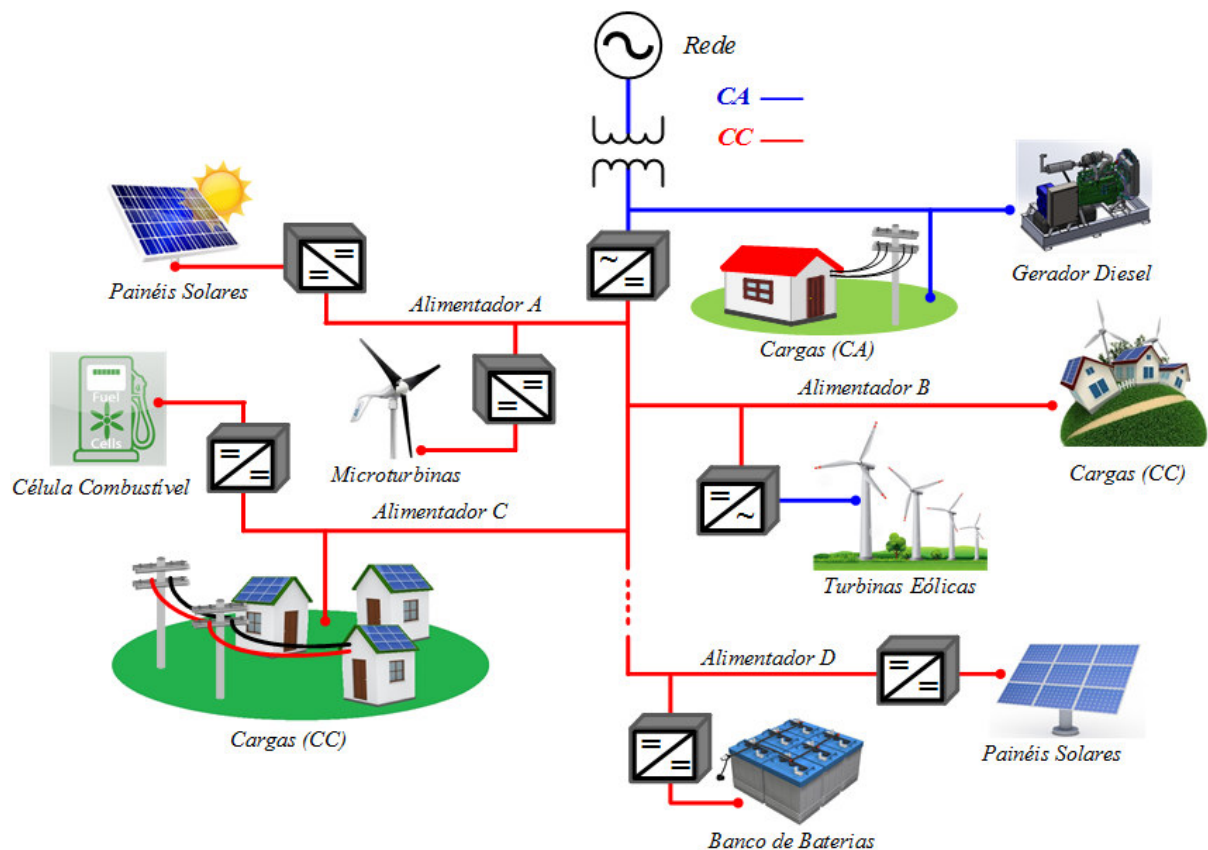 Rede
CA
CC
Painéis Solares
Gerador Diesel
Alimentador A
Cargas (CA)
Alimentador B
Fuel
Cells
Célula Combustível
Microturbinas
Cargas (CC)
Alimentador C
Turbinas Eólicas
Alimentador D
Cargas (CC)
Painéis Solares
Banco de Baterias